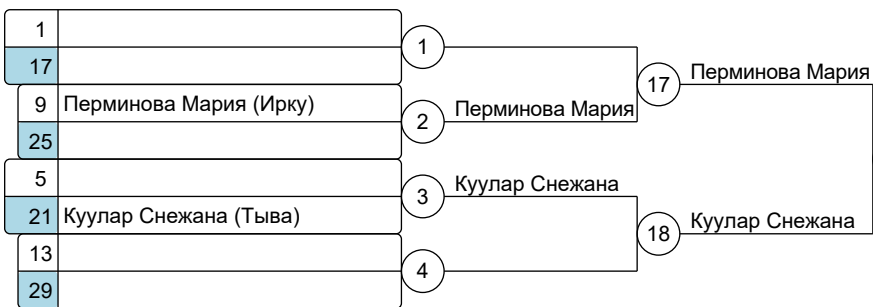 1
17
1
9 Перминова Мария (Ирку)
25
2 Перминова Мария
17 Перминова Мария
5
21 Куулар Снежана (Тыва)
3 Куулар Снежана
13
29
4
18 Куулар Снежана